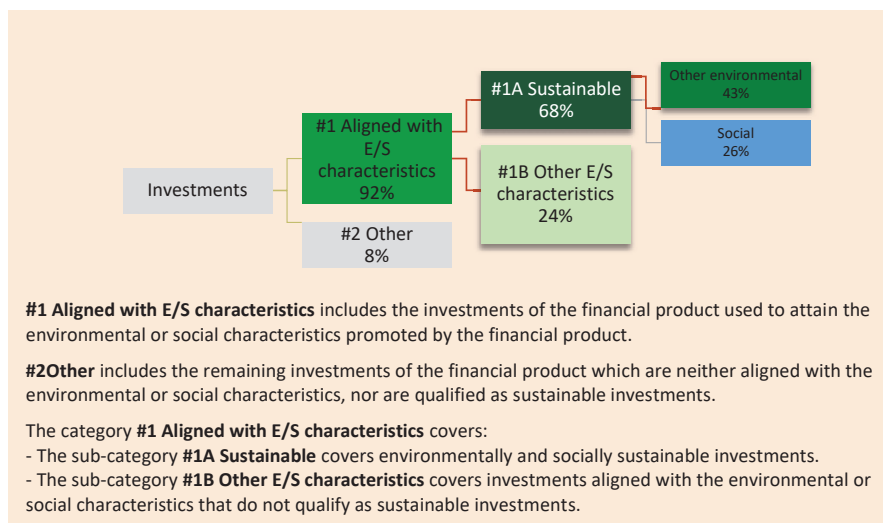 Investments
#1 Aligned with
E/S
characteristics
92%
#2 Other
8%
#1A Sustainable
68%
#1B Other E/S
characteristics
24%
Other environmental
43%
Social
26%
#1 Aligned with E/S characteristics includes the investments of the financial product used to attain the
environmental or social characteristics promoted by the financial product.
#2Other includes the remaining investments of the financial product which are neither aligned with the
environmental or social characteristics, nor are qualified as sustainable investments.
The category #1 Aligned with E/S characteristics covers:
- The sub-category #1A Sustainable covers environmentally and socially sustainable investments.
- The sub-category #1B Other E/S characteristics covers investments aligned with the environmental or
social characteristics that do not qualify as sustainable investments.